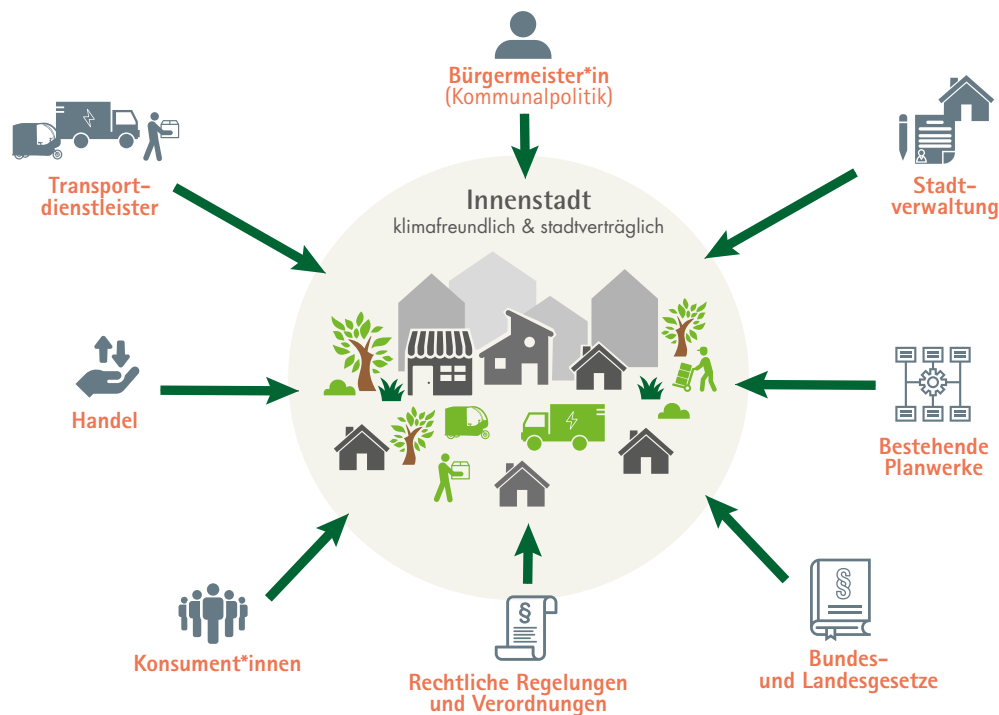 Bürgermeister*in
(Kommunalpolitik)
Transport-
dienstleister
Stadt-
verwaltung
Innenstadt
klimafreundlich & stadtverträglich
Handel
Bestehende
Planwerke
Konsument*innen
§
Rechtliche Regelungen
und Verordnungen
§
Bundes-
und Landesgesetze